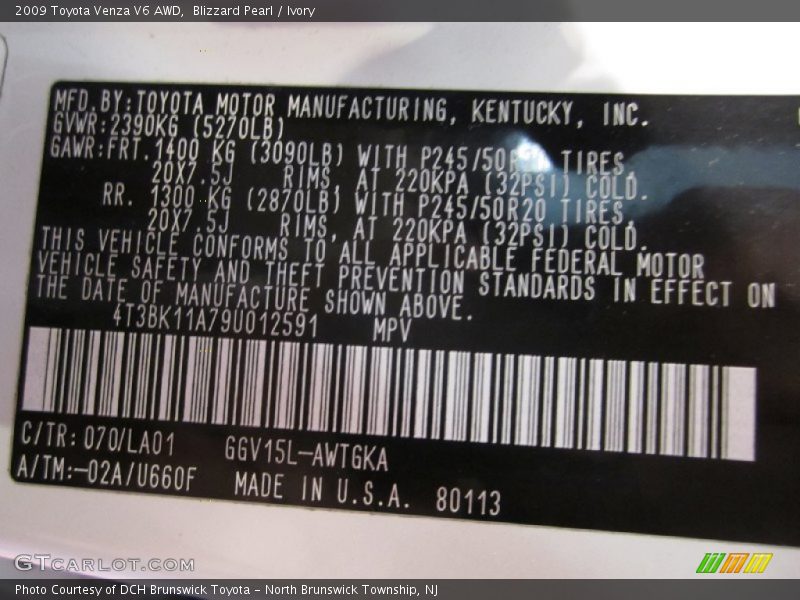 2009 Toyota Venza V6 AWD,  Blizzard Pearl / Ivory
MFD.BY:TOYOTA MOTOR MANUFACTURING, KENTUCKY, INC.
GVWR:2390KG (5270LB)
GAWR:FRT.1400 KG (3090LB) WITH P245/50R20 TIRES,
20X7.5J RIMS, AT 220KPA (32PSI) COLD.
RR. 1300 KG (2870LB) WITH P245/50R20 TIRES,
20X7.5J RIMS, AT 220KPA (32PSI) COLD.
THIS VEHICLE CONFORMS TO ALL APPLICABLE FEDERAL MOTOR
VEHICLE SAFETY AND THEFT PREVENTION STANDARDS IN EFFECT ON
THE DATE OF MANUFACTURE SHOWN ABOVE.
4T3BK11A79U012591 MPV
C/TR:070/LA01 GGV15L-AWTGKA
A/TM:-02A/U660F MADE IN U.S.A. 80113
GTCARLOT.COM
Photo Courtesy of DCH Brunswick Toyota – North Brunswick Township, NJ